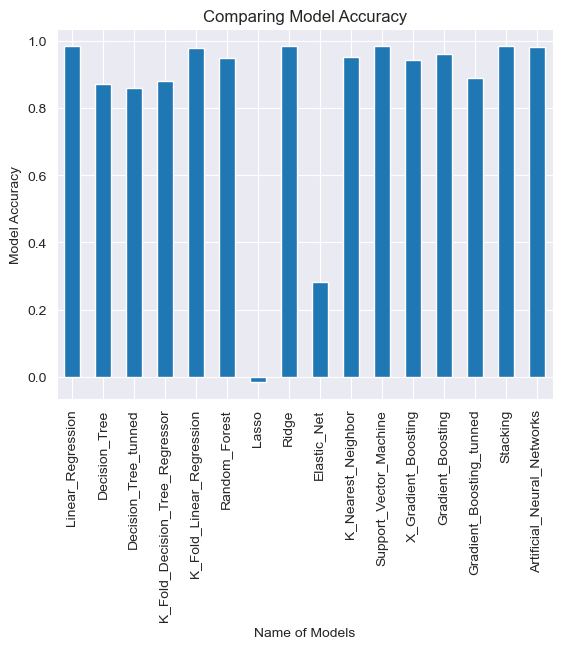 Comparing Model Accuracy
1.0
0.8
0.6
0.4
0.2
0.0
Model Accuracy
Linear_Regression
Decision_Tree
Decision_Tree_tunned
K_Fold_Decision_Tree_Regressor
K_Fold_Linear_Regression
Random_Forest
Lasso
Ridge
Elastic_Net
K_Nearest_Neighbor
Support_Vector_Machine
X_Gradient_Boosting
Gradient_Boosting
Gradient_Boosting_tunned
Stacking
Artificial_Neural_Networks
Name of Models